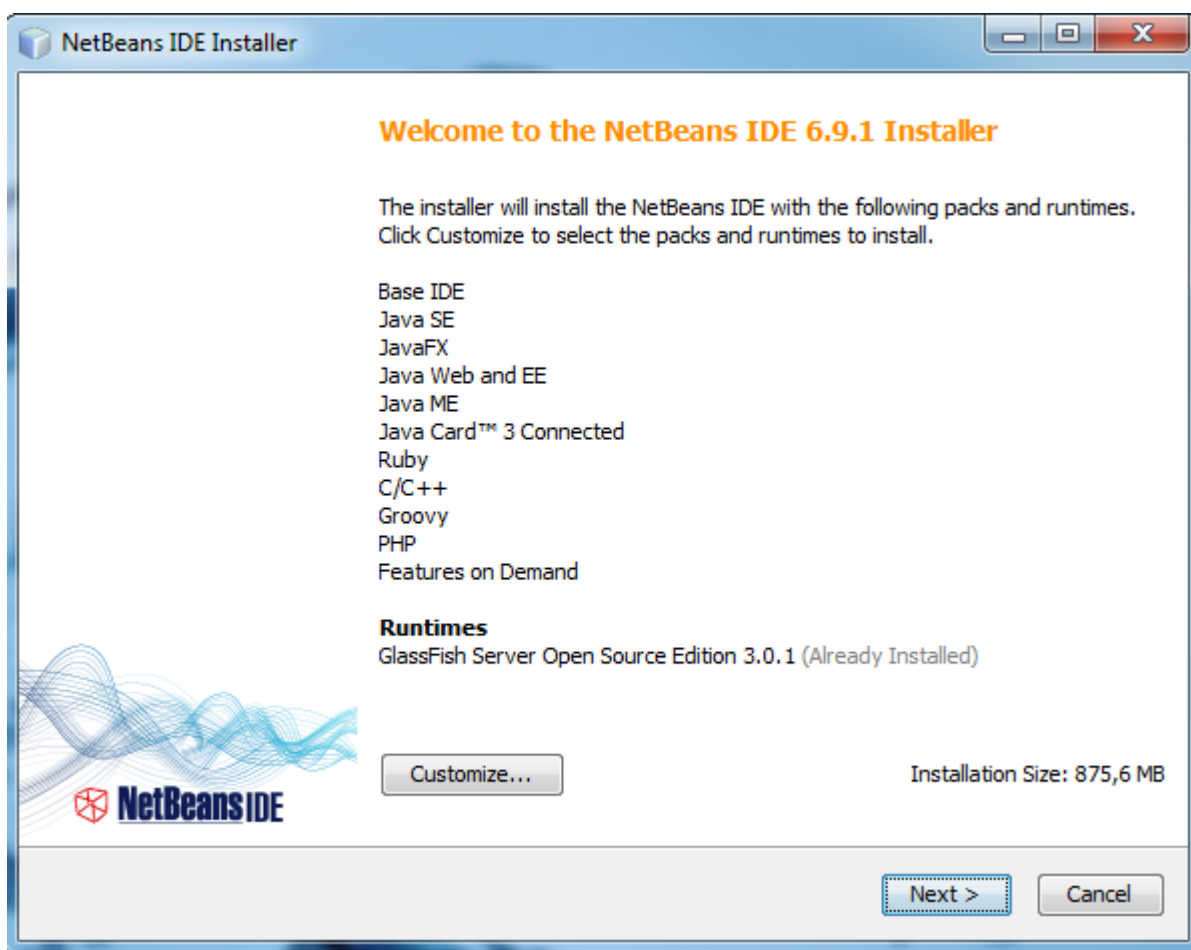 NetBeans IDE Installer
Welcome to the NetBeans IDE 6.9.1 Installer
The installer will install the NetBeans IDE with the following packs and runtimes.
Click Customize to select the packs and runtimes to install.
Base IDE
Java SE
JavaFX
Java Web and EE
Java ME
Java Card™ 3 Connected
Ruby
C/C++
Groovy
PHP
Features on Demand
Runtimes
GlassFish Server Open Source Edition 3.0.1 (Already Installed)
Customize...
Installation Size: 875,6 MB
NetBeans IDE
Next >
Cancel